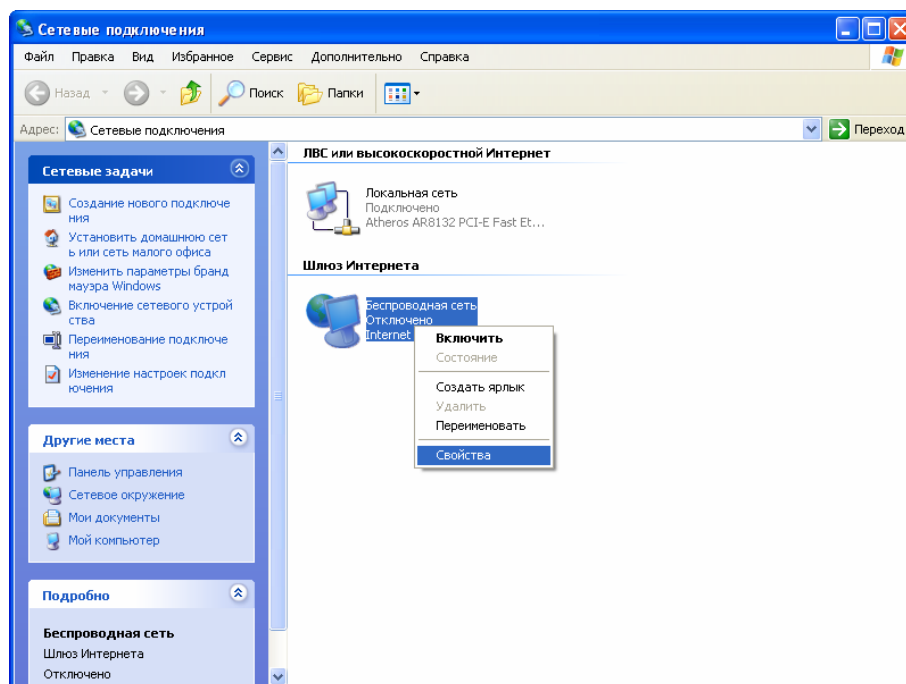 Сетевые подключения
Файл Правка Вид Избранное Сервис Дополнительно Справка
Назад Поиск Папки
Адрес: Сетевые подключения Переход
Сетевые задачи
Создание нового подключе
ния
Установить домашнюю сет
ь или сеть малого офиса
Изменить параметры бранд
мауэра Windows
Включение сетевого устрой
ства
Переименование подключе
ния
Изменение настроек подкл
ючения
Другие места
Панель управления
Сетевое окружение
Мои документы
Мой компьютер
Подробно
Беспроводная сеть
Шлюз Интернета
Отключено
ЛВС или высокоскоростной Интернет
Локальная сеть
Подключено
Atheros AR8132 PCI-E Fast Et...
Шлюз Интернета
Беспроводная сеть
Отключено
Internet
Включить
Состояние
Создать ярлык
Удалить
Переименовать
Свойства